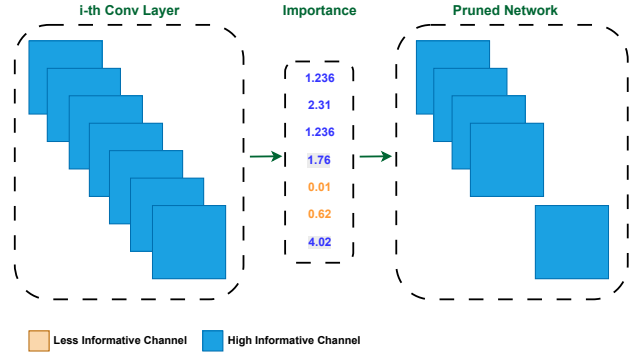 i-th Conv Layer
Importance
Pruned Network
1.236
2.31
1.236
1.76
0.01
0.62
4.02
Less Informative Channel
High Informative Channel